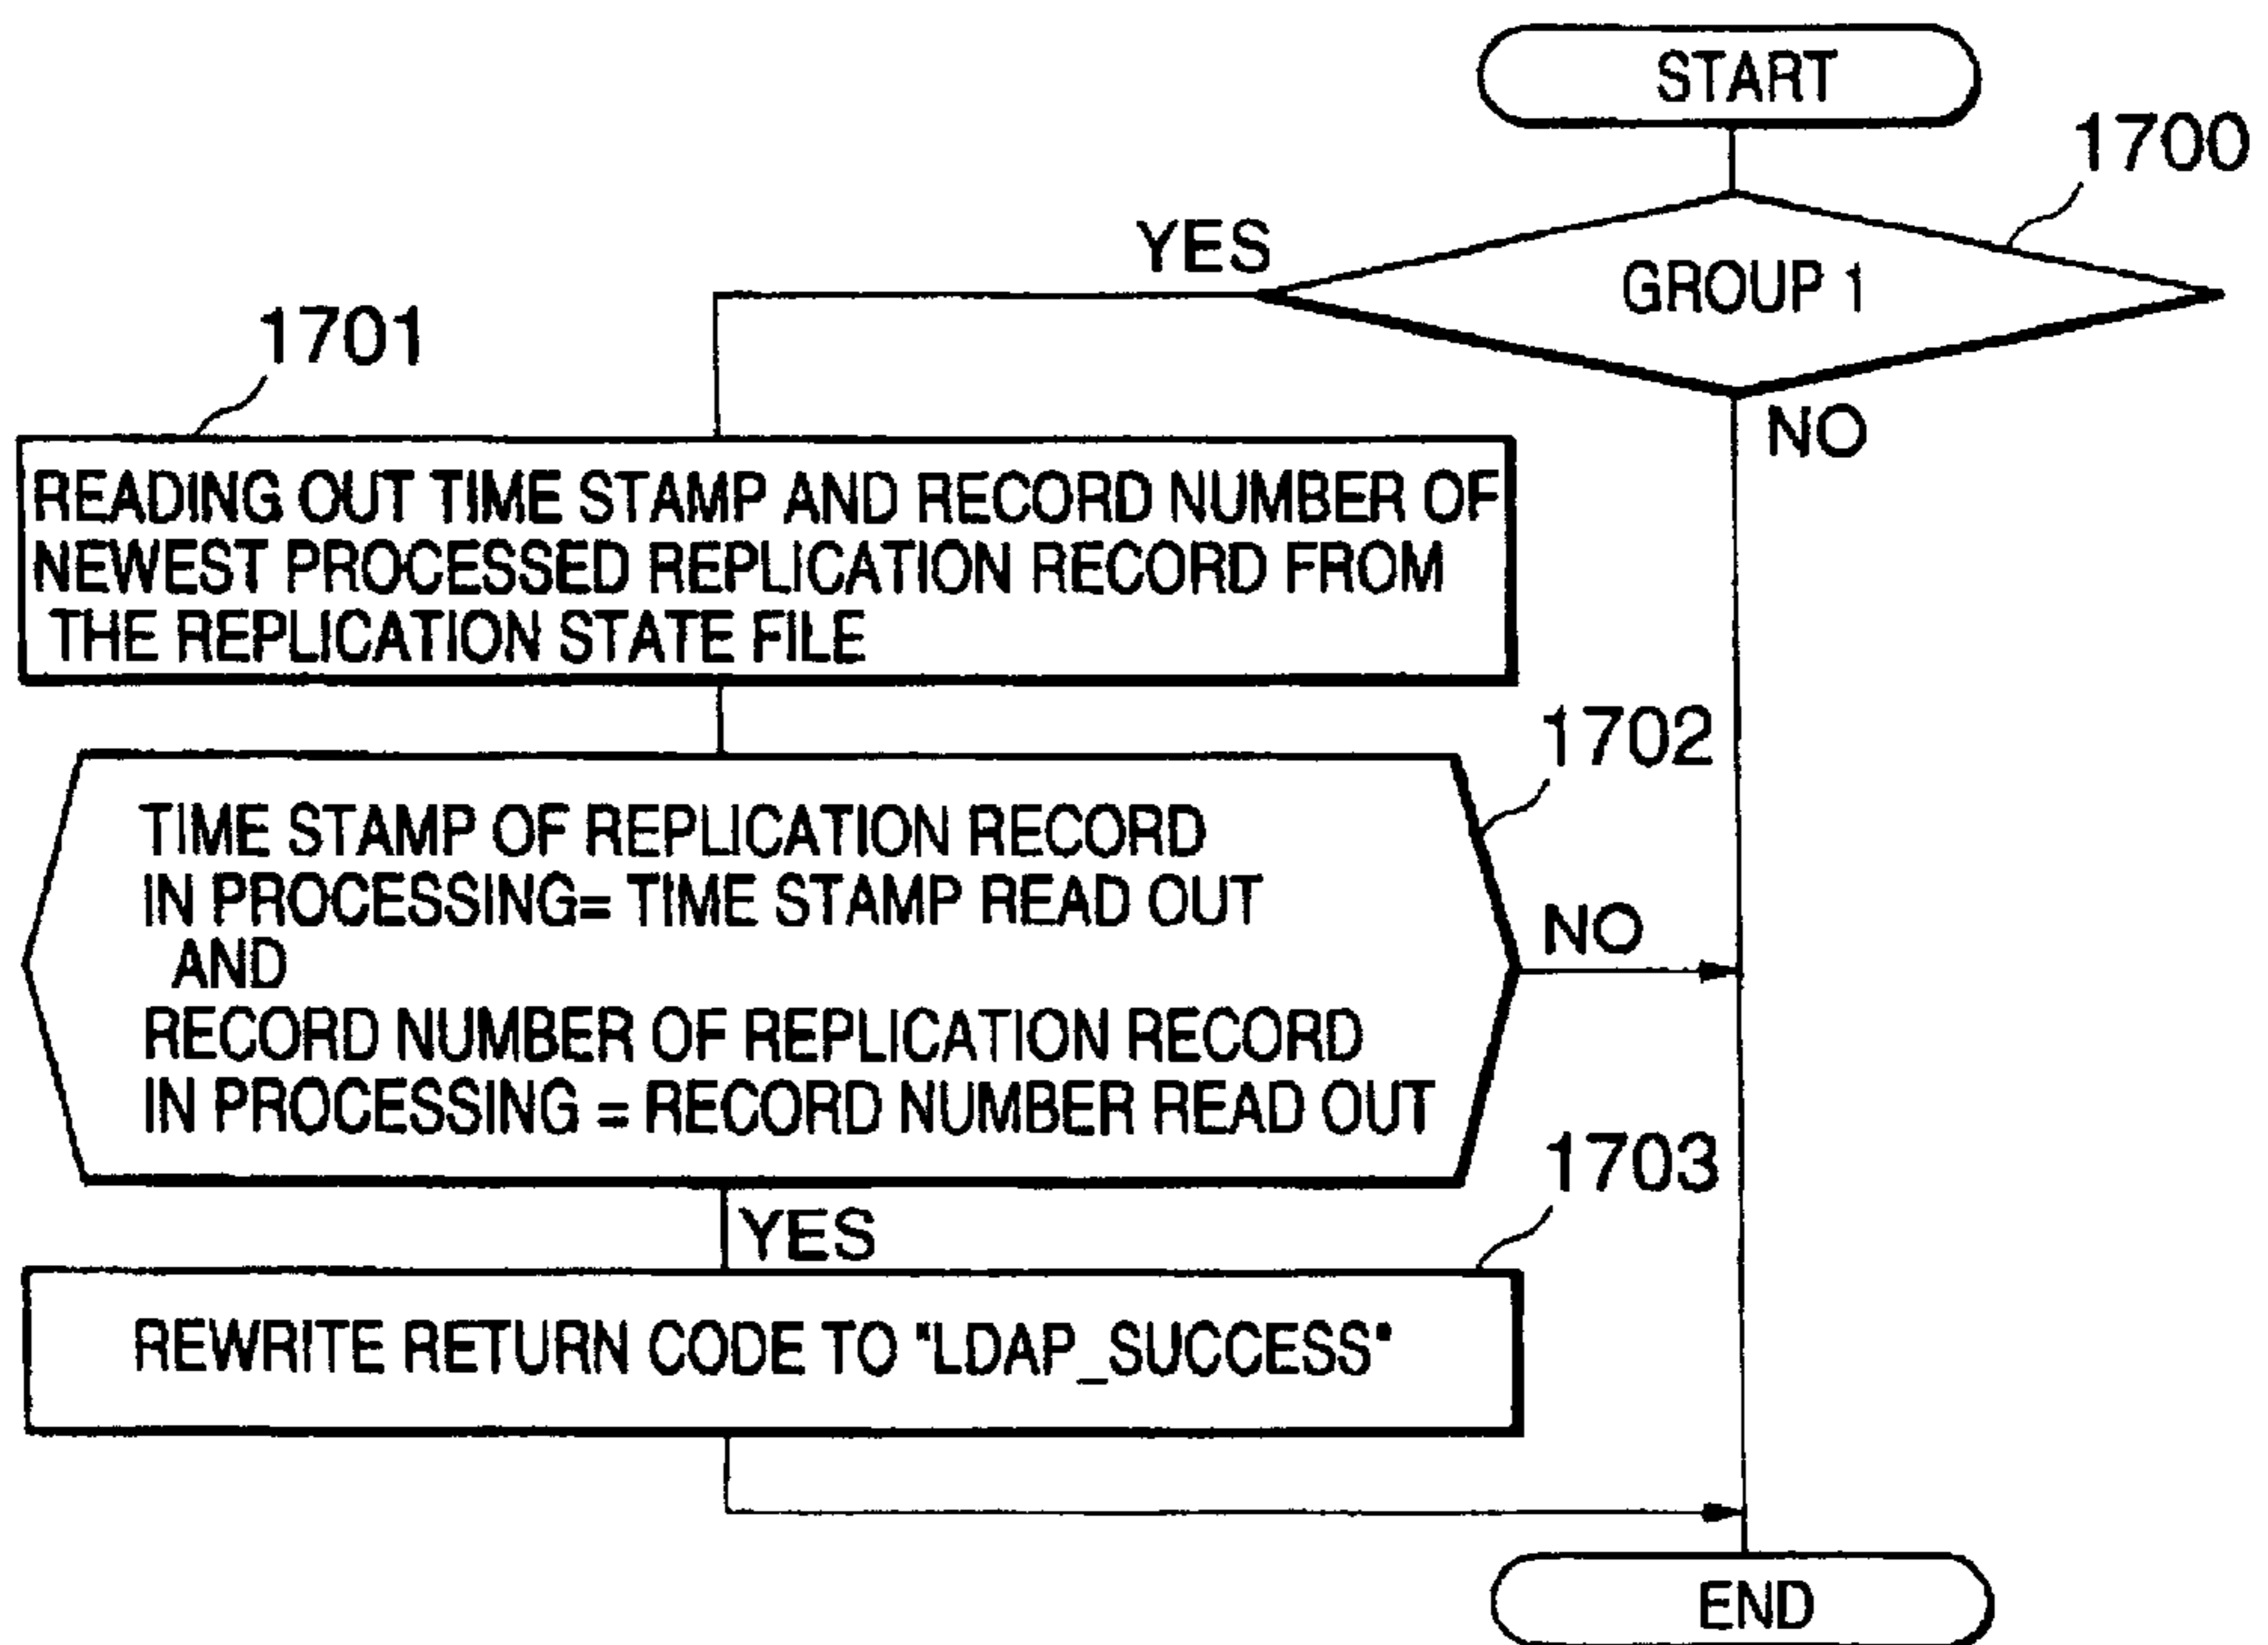 START
1700
YES
GROUP 1
1701
NO
READING OUT TIME STAMP AND RECORD NUMBER OF
NEWEST PROCESSED REPLICATION RECORD FROM
THE REPLICATION STATE FILE
1702
TIME STAMP OF REPLICATION RECORD
IN PROCESSING= TIME STAMP READ OUT
NO
AND
RECORD NUMBER OF REPLICATION RECORD
IN PROCESSING = RECORD NUMBER READ OUT
1703
YES
REWRITE RETURN CODE TO "LDAP_SUCCESS"
END